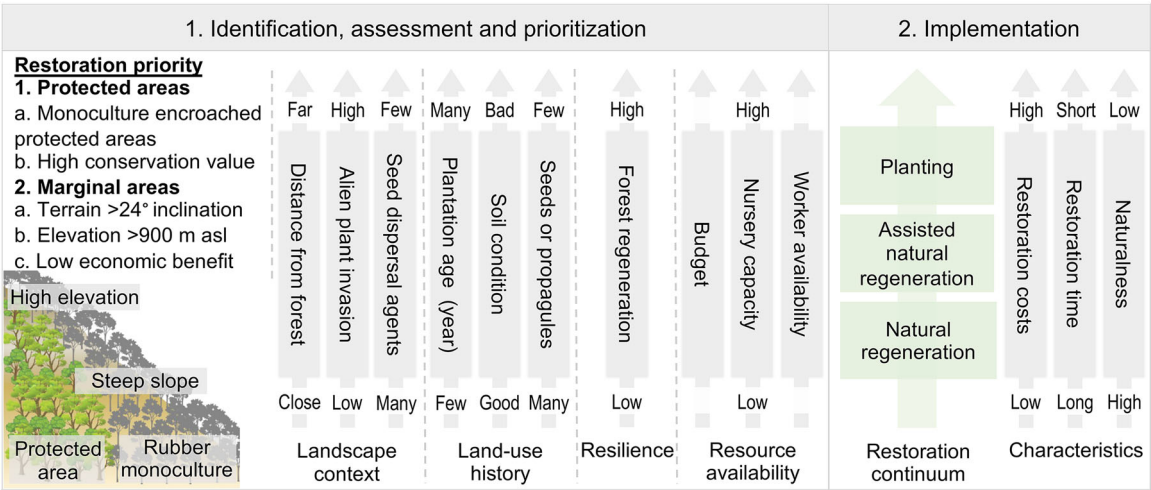 1. Identification, assessment and prioritization
2. Implementation
Restoration priority
1. Protected areas
a. Monoculture encroached
protected areas
b. High conservation value
2. Marginal areas
a. Terrain >24° inclination
b. Elevation >900 m asl
c. Low economic benefit
High elevation
Steep slope
Protected
area
Rubber
monoculture
Far
Distance from forest
Close
High
Alien plant invasion
Low
Few
Seed dispersal agents
Many
Landscape
context
Many
Plantation age (year)
Few
Bad
Soil condition
Good
Few
Seeds or propagules
Many
Land-use
history
High
Forest regeneration
Low
Resilience
High
Budget
Nursery capacity
Worker availability
Low
Resource
availability
Planting
Assisted
natural
regeneration
Natural
regeneration
Restoration
continuum
High
Restoration costs
Low
Short
Restoration time
Long
Low
Naturalness
High
Characteristics